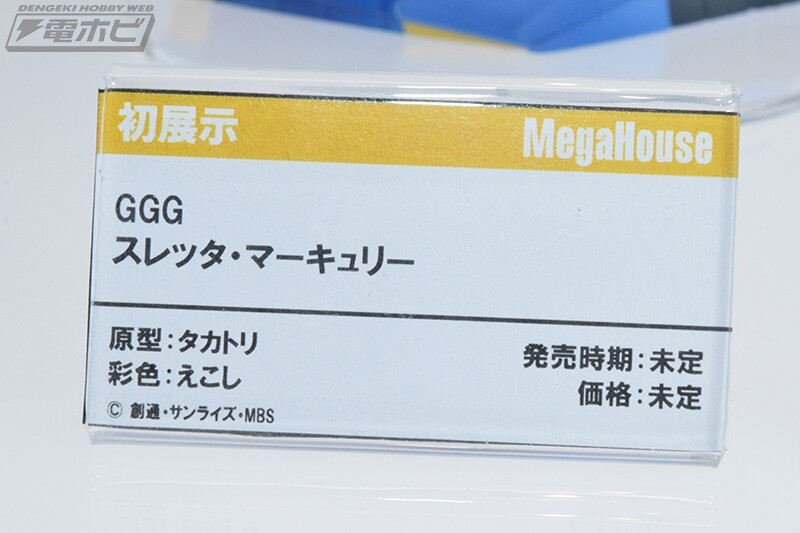 DENGEKI HOBBY WEB
電ホビ
初展示 MegaHouse
GGG
スレッタ・マーキュリー
原型：タカトリ
彩色：えこし
© 創通・サンライズ・MBS
発売時期：未定
価格：未定